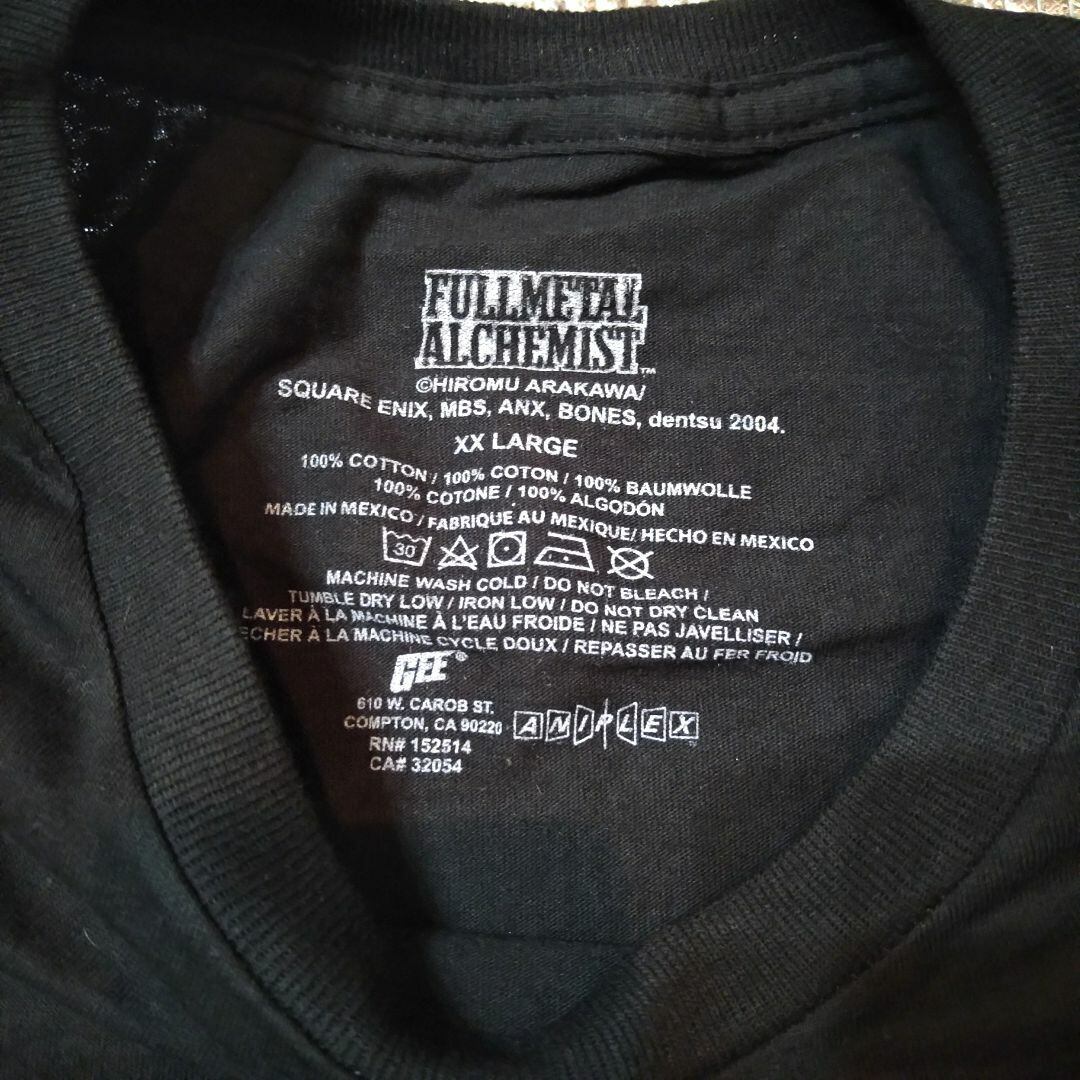 FULLMETAL
ALCHEMIST™
©HIROMU ARAKAWA/
SQUARE ENIX, MBS, ANX, BONES, dentsu 2004.
XX LARGE
100% COTTON / 100% COTON / 100% BAUMWOLLE
100% COTONE / 100% ALGODÓN
MADE IN MEXICO / FABRIQUE AU MEXIQUE/ HECHO EN MEXICO
30
MACHINE WASH COLD / DO NOT BLEACH /
TUMBLE DRY LOW / IRON LOW / DO NOT DRY CLEAN
LAVER À LA MACHINE À L'EAU FROIDE / NE PAS JAVELLISER /
ECHER À LA MACHINE CYCLE DOUX / REPASSER AU FER FROID
GEE®
610 W. CAROB ST.
COMPTON, CA 90220
RN# 152514
CA# 32054
ANIPLEX™